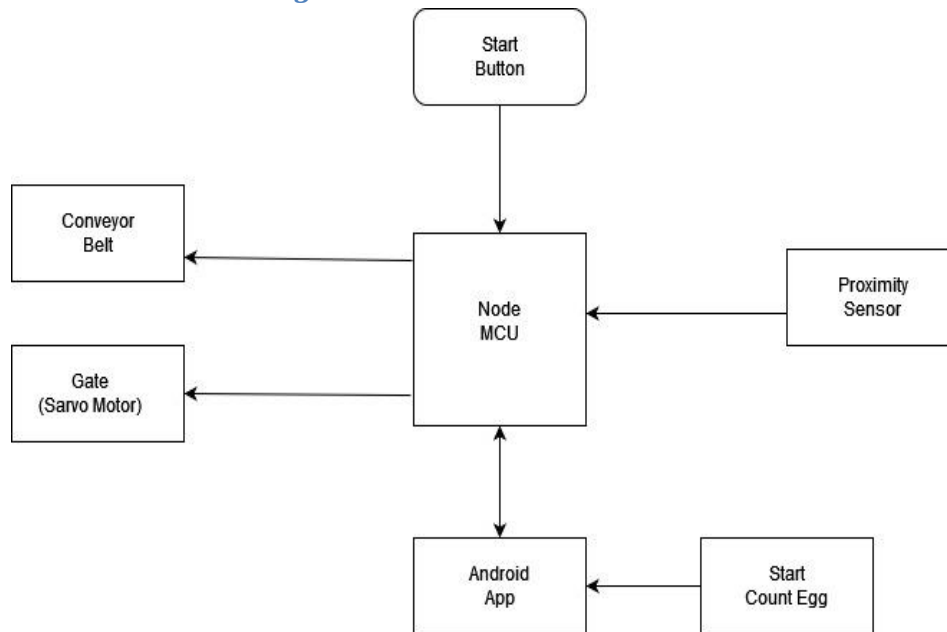 Start
Button
Conveyor
Belt
Node
MCU
Proximity
Sensor
Gate
(Sarvo Motor)
Android
App
Start
Count Egg